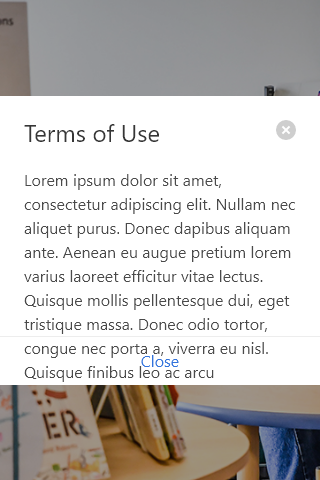 Terms of Use
Lorem ipsum dolor sit amet,
consectetur adipiscing elit. Nullam nec
aliquet purus. Donec dapibus aliquam
ante. Aenean eu augue pretium lorem
varius laoreet efficitur vitae lectus.
Quisque mollis pellentesque dui, eget
tristique massa. Donec odio tortor,
congue nec porta a, viverra eu nisl.
Quisque finibus leo ac arcu
Close
ER